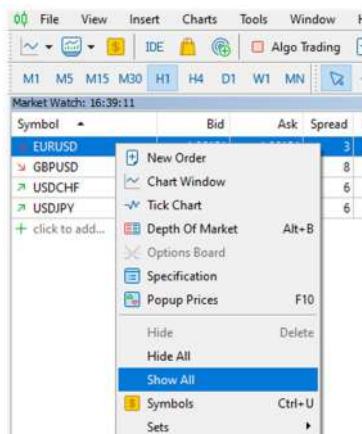 File View Insert Charts Tools Window
IDE Algo Trading
M1 M5 M15 M30 H1 H4 D1 W1 MN
Market Watch: 16:39:11
Symbol Bid Ask Spread
EURUSD 3
GBPUSD 8
USDCHF 6
USDJPY 6
+ click to add...
New Order
Chart Window
Tick Chart
Depth Of Market Alt+B
Options Board
Specification
Popup Prices F10
Hide Delete
Hide All
Show All
Symbols Ctrl+U
Sets